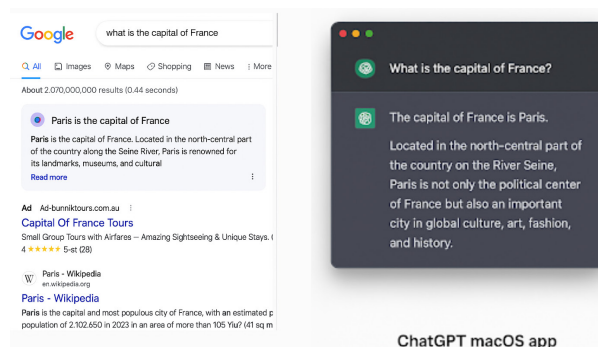 Google
what is the capital of France
All Images Maps Shopping News More
About 2.070,000,000 results (0.44 seconds)
Paris is the capital of France
Paris is the capital of France. Located in the north-central part
of the country along the Seine River, Paris is renowned for
its landmarks, museums, and cultural
Read more
Ad Ad-bunniktours.com.au
Capital Of France Tours
Small Group Tours with Airfares — Amazing Sightseeing & Unique Stays. (
4 ★★★★★ 5-st (28)
W Paris - Wikipedia
en.wikipedia.org
Paris - Wikipedia
Paris is the capital and most populous city of France, with an estimated p
population of 2.102.650 in 2023 in an area of more than 105 Yiu? (41 sq m
What is the capital of France?
The capital of France is Paris.
Located in the north-central part of
the country on the River Seine,
Paris is not only the political center
of France but also an important
city in global culture, art, fashion,
and history.
ChatGPT macOS app